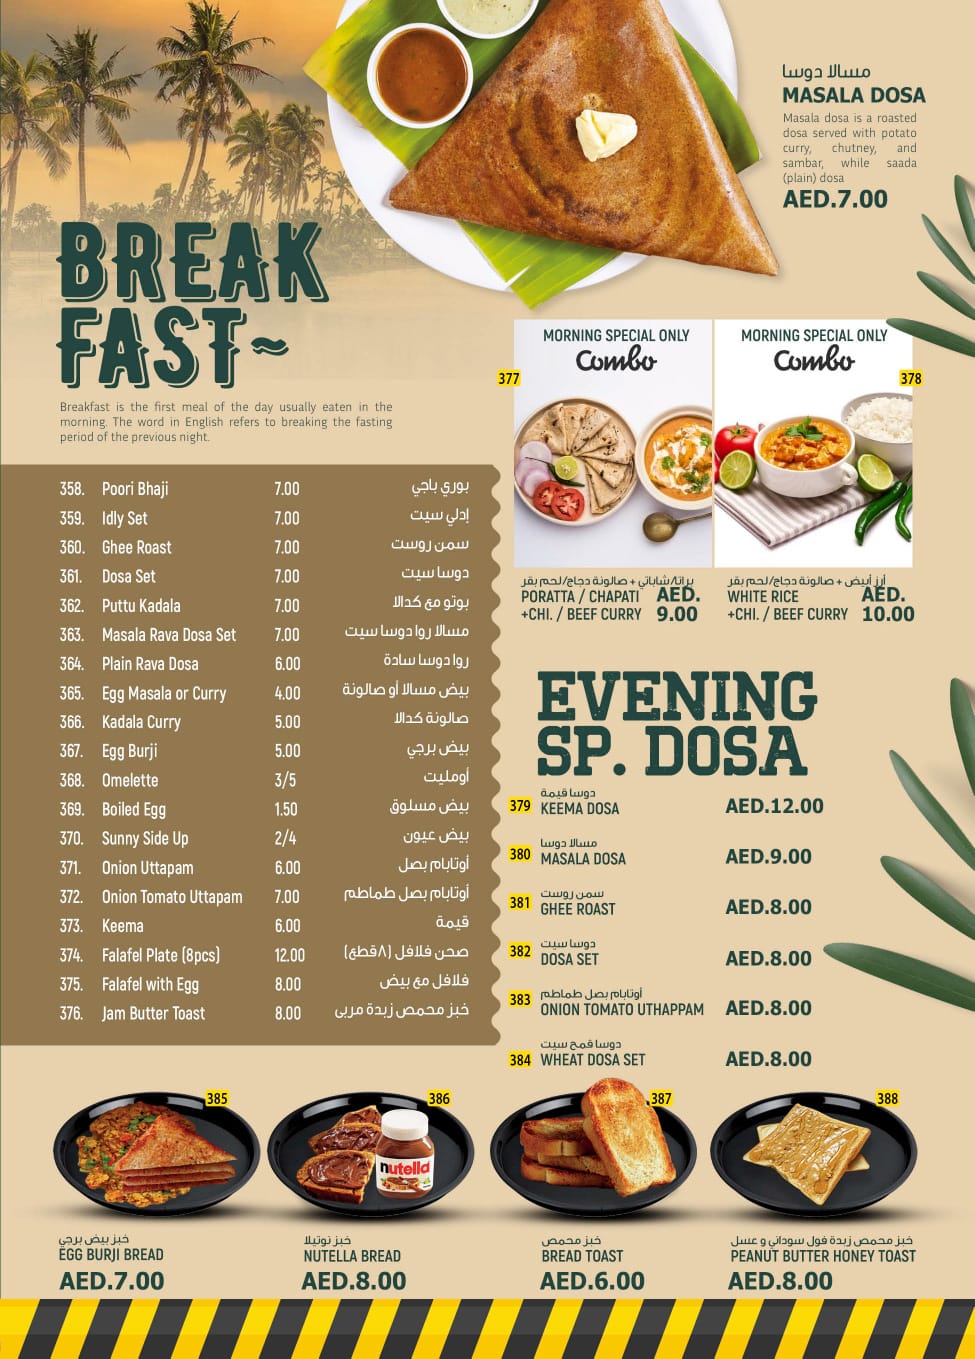 مسالا دوسا
MASALA DOSA
Masala dosa is a roasted
dosa served with potato
curry, chutney, and
sambar, while saada
(plain) dosa
AED.7.00
BREAK
FAST~
Breakfast is the first meal of the day usually eaten in the
morning. The word in English refers to breaking the fasting
period of the previous night.
358. Poori Bhaji 7.00 بوري باجي
359. Idly Set 7.00 إدلي سيت
360. Ghee Roast 7.00 سمن روست
361. Dosa Set 7.00 دوسا سيت
362. Puttu Kadala 7.00 بوتو مع كدالا
363. Masala Rava Dosa Set 7.00 مسالا روا دوسا سيت
364. Plain Rava Dosa 6.00 روا دوسا سادة
365. Egg Masala or Curry 4.00 بيض مسالا أو صالونة
366. Kadala Curry 5.00 صالونة كدالا
367. Egg Burji 5.00 بيض برجي
368. Omelette 3/5 أومليت
369. Boiled Egg 1.50 بيض مسلوق
370. Sunny Side Up 2/4 بيض عيون
371. Onion Uttapam 6.00 أوتابام بصل
372. Onion Tomato Uttapam 7.00 أوتابام بصل طماطم
373. Keema 6.00 قيمة
374. Falafel Plate (8pcs) 12.00 صحن فلافل (٨قطع)
375. Falafel with Egg 8.00 فلافل مع بيض
376. Jam Butter Toast 8.00 خبز محمص زبدة مربى
MORNING SPECIAL ONLY
Combo
377
براتا/شاباتي + صالونة دجاج/لحم بقر
PORATTA / CHAPATI AED.
+CHI. / BEEF CURRY 9.00
MORNING SPECIAL ONLY
Combo
378
أرز أبيض + صالونة دجاج/لحم بقر
WHITE RICE AED.
+CHI. / BEEF CURRY 10.00
EVENING
SP. DOSA
دوسا قيمة
379 KEEMA DOSA AED.12.00
مسالا دوسا
380 MASALA DOSA AED.9.00
سمن روست
381 GHEE ROAST AED.8.00
دوسا سيت
382 DOSA SET AED.8.00
أوتابام بصل طماطم
383 ONION TOMATO UTHAPPAM AED.8.00
دوسا قمح سيت
384 WHEAT DOSA SET AED.8.00
385
خبز بيض برجي
EGG BURJI BREAD
AED.7.00
386
nutella
خبز نوتيلا
NUTELLA BREAD
AED.8.00
387
خبز محمص
BREAD TOAST
AED.6.00
388
خبز محمص زبدة فول سوداني و عسل
PEANUT BUTTER HONEY TOAST
AED.8.00